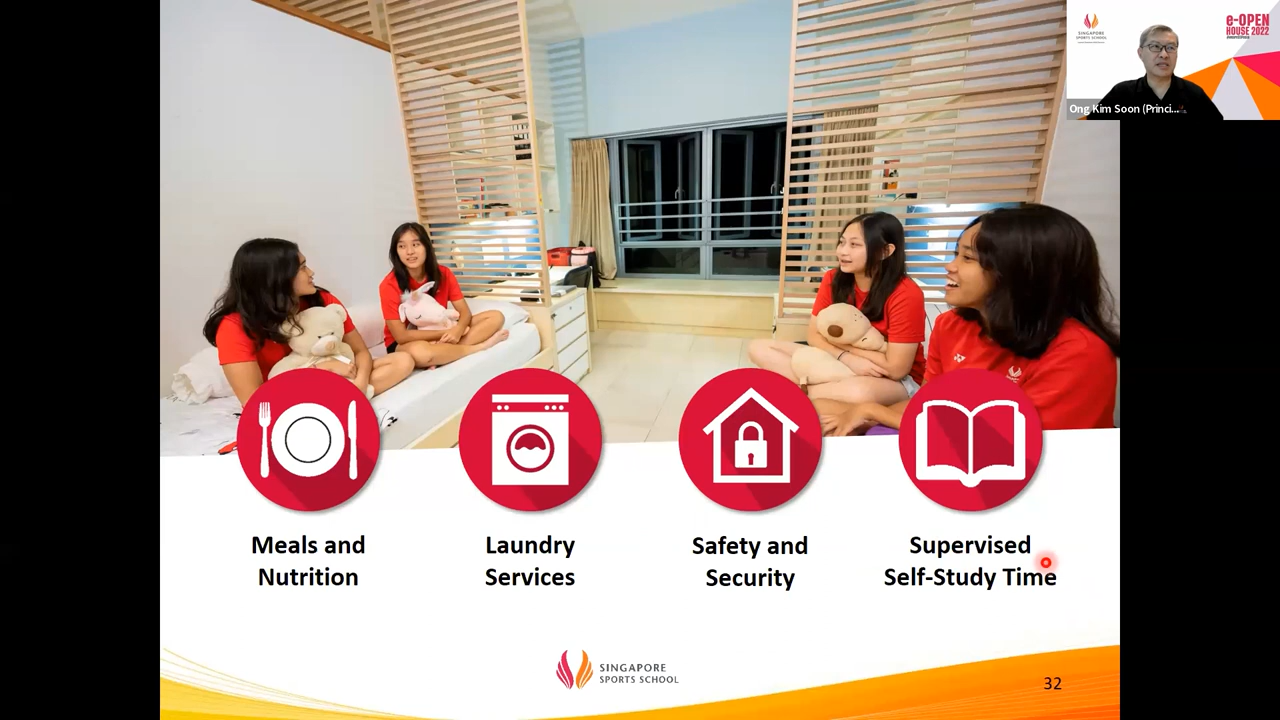 SINGAPORE
SPORTS SCHOOL
e-OPEN
HOUSE 2022
Ong Kim Soon (Princi...
Meals and
Nutrition
Laundry
Services
Safety and
Security
Supervised
Self-Study Time
SINGAPORE
SPORTS SCHOOL
32